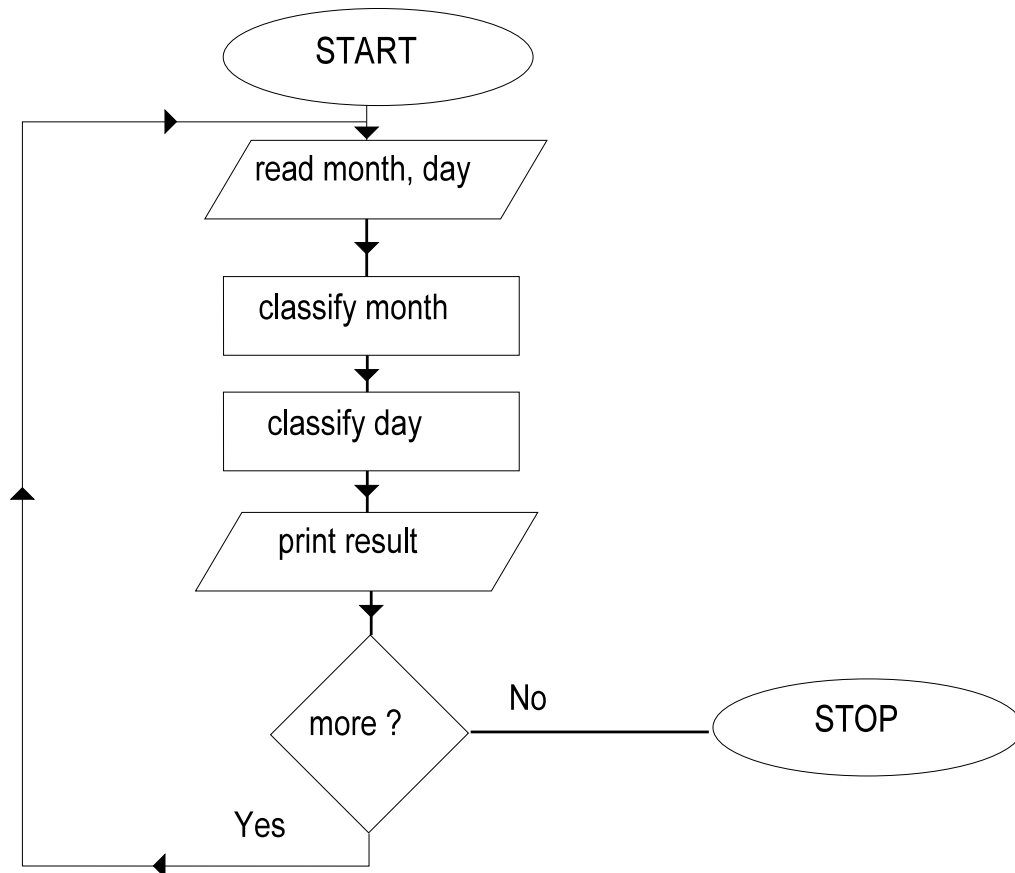 START
read month, day
classify month
classify day
print result
more ?
No
STOP
Yes